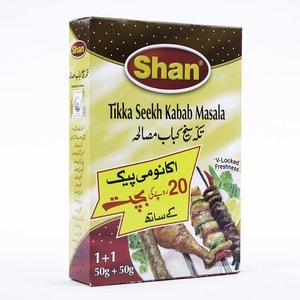 Shan®
Tikka Seekh Kabab Masala
تکہ سیخ کباب مصالحہ
"V-Locked"
Freshness
اکانومی پیک
20 روپے کی بچت
کے ساتھ
1+1
50g + 50g